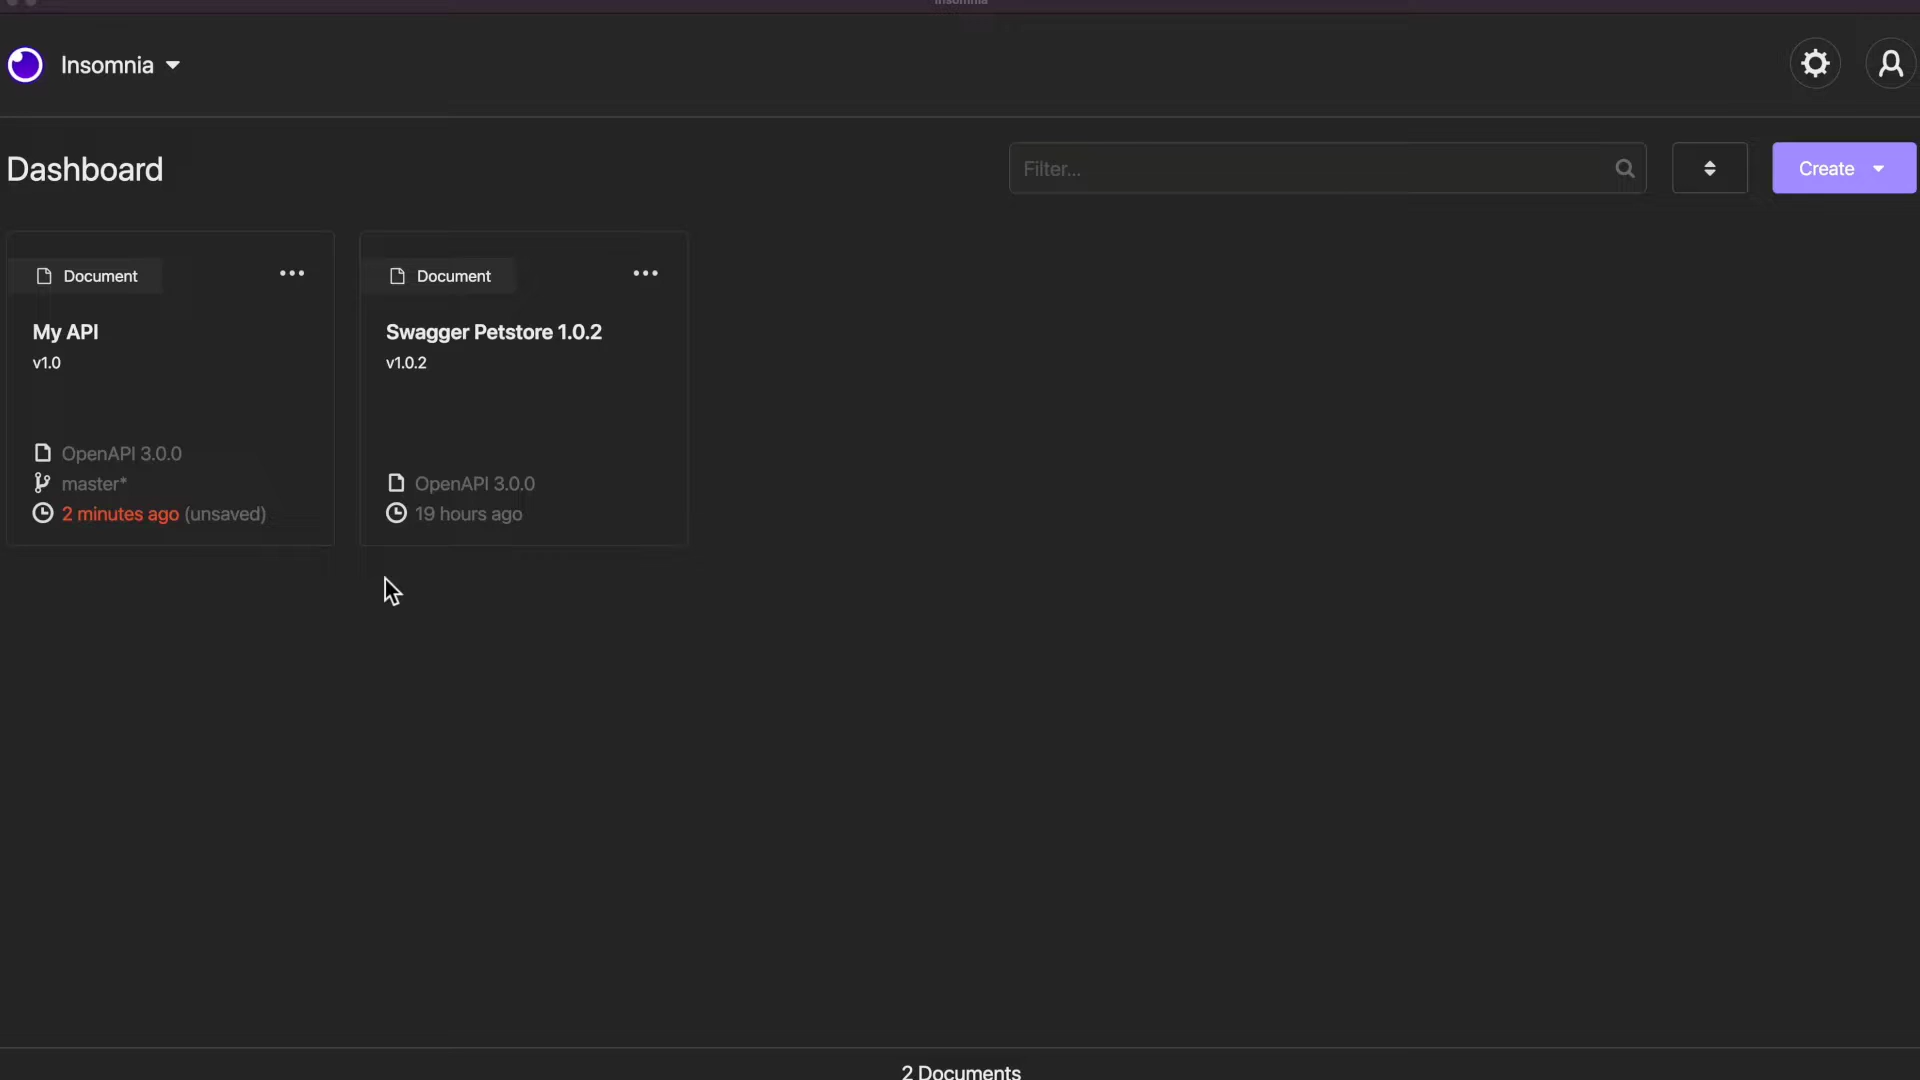 Insomnia
Insomnia
Dashboard
Filter...
Create
Document
My API
v1.0
OpenAPI 3.0.0
master*
2 minutes ago (unsaved)
Document
Swagger Petstore 1.0.2
v1.0.2
OpenAPI 3.0.0
19 hours ago
2 Documents